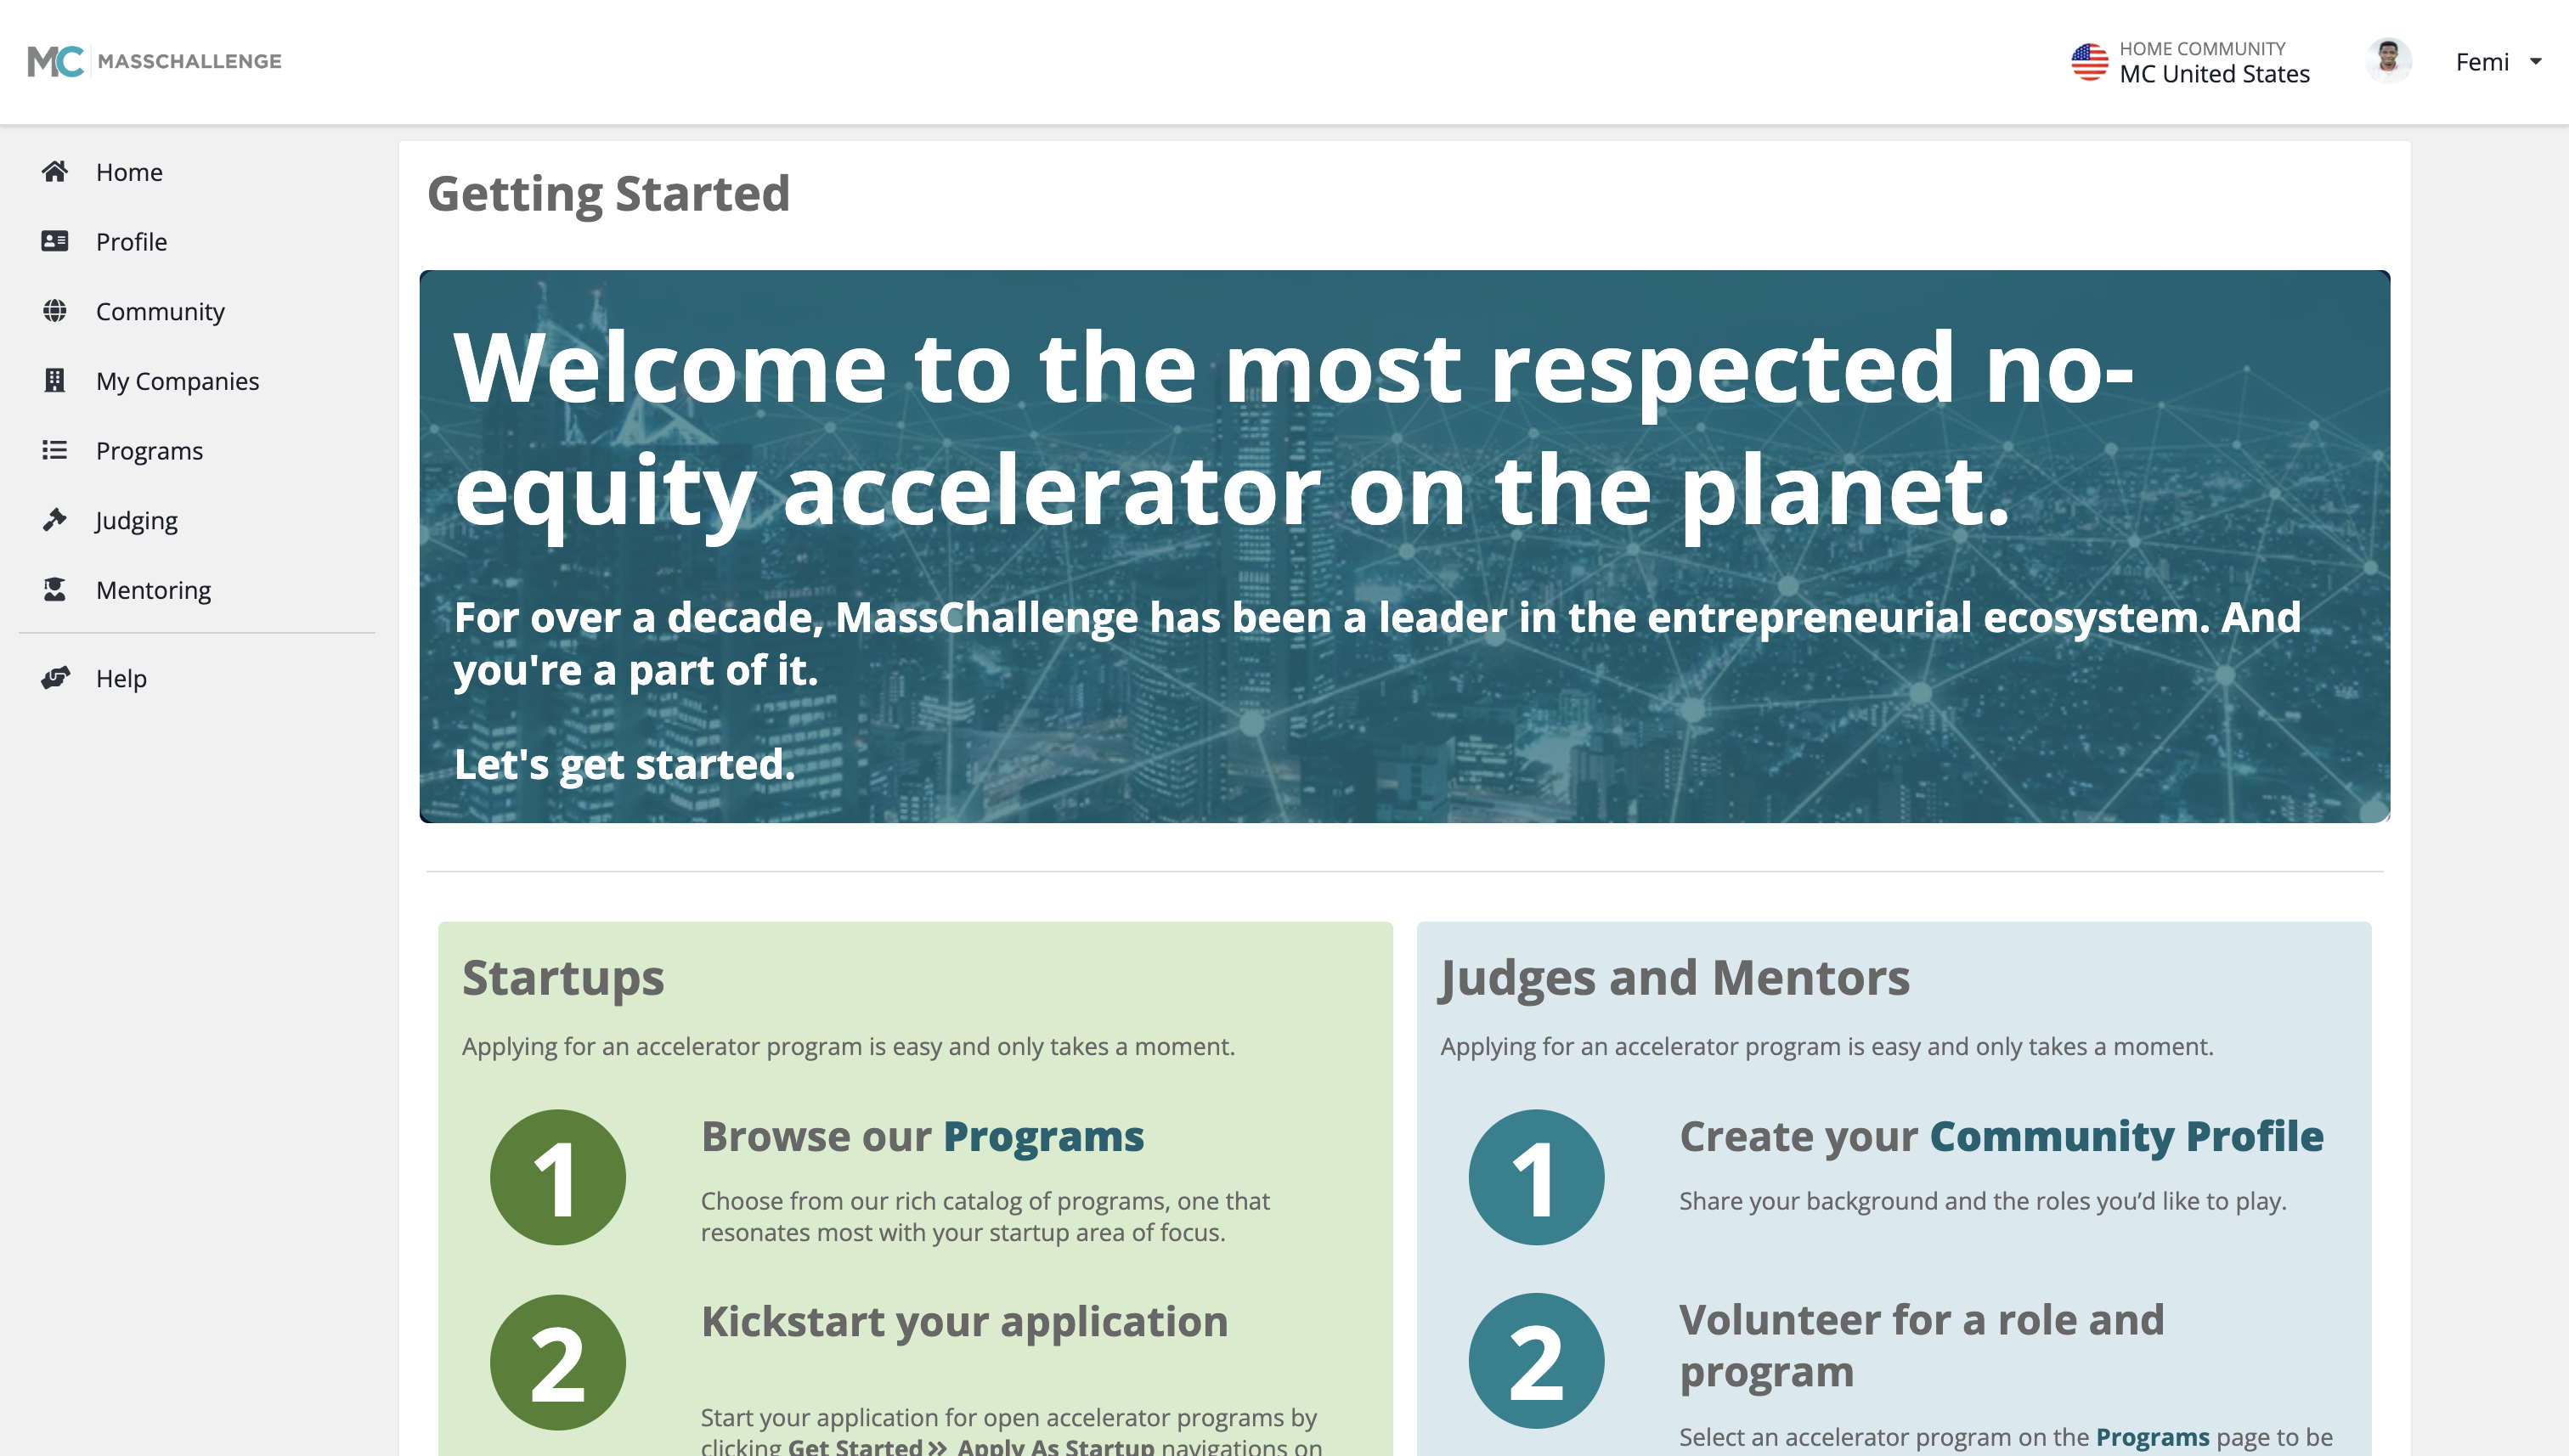 MC MASSCHALLENGE
HOME COMMUNITY
MC United States
Femi
Home
Profile
Community
My Companies
Programs
Judging
Mentoring
Help
Getting Started
Welcome to the most respected no-
equity accelerator on the planet.
For over a decade, MassChallenge has been a leader in the entrepreneurial ecosystem. And
you're a part of it.
Let's get started.
Startups
Applying for an accelerator program is easy and only takes a moment.
1
Browse our Programs
Choose from our rich catalog of programs, one that
resonates most with your startup area of focus.
2
Kickstart your application
Start your application for open accelerator programs by
clicking Get Started» Apply As Startup navigations on
Judges and Mentors
Applying for an accelerator program is easy and only takes a moment.
1
Create your Community Profile
Share your background and the roles you’d like to play.
2
Volunteer for a role and
program
Select an accelerator program on the Programs page to be